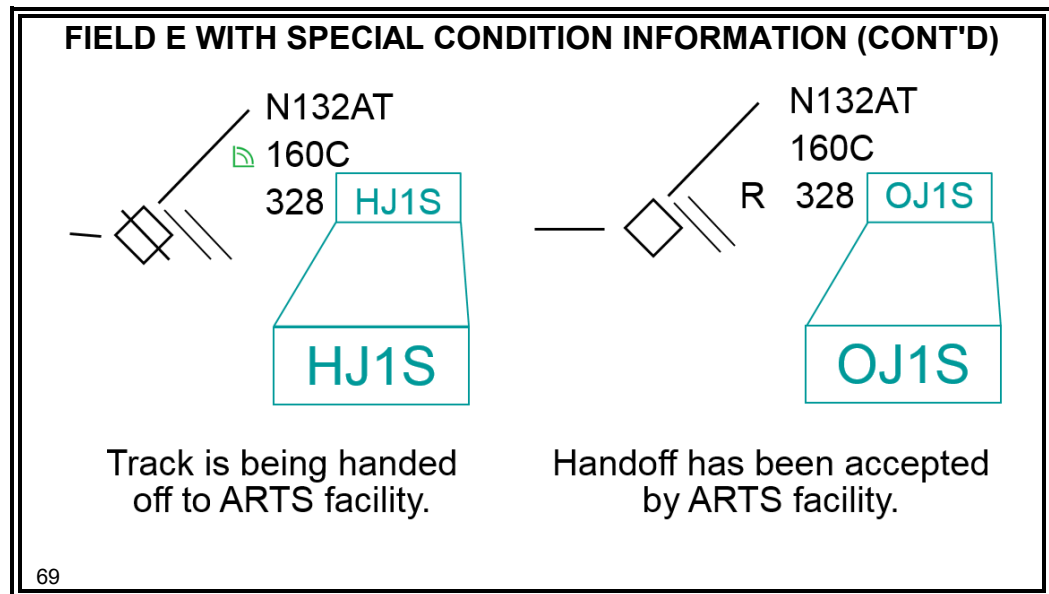 FIELD E WITH SPECIAL CONDITION INFORMATION (CONT'D)
N132AT
160C
328 HJ1S
HJ1S
Track is being handed
off to ARTS facility.
N132AT
160C
R 328 OJ1S
OJ1S
Handoff has been accepted
by ARTS facility.
69